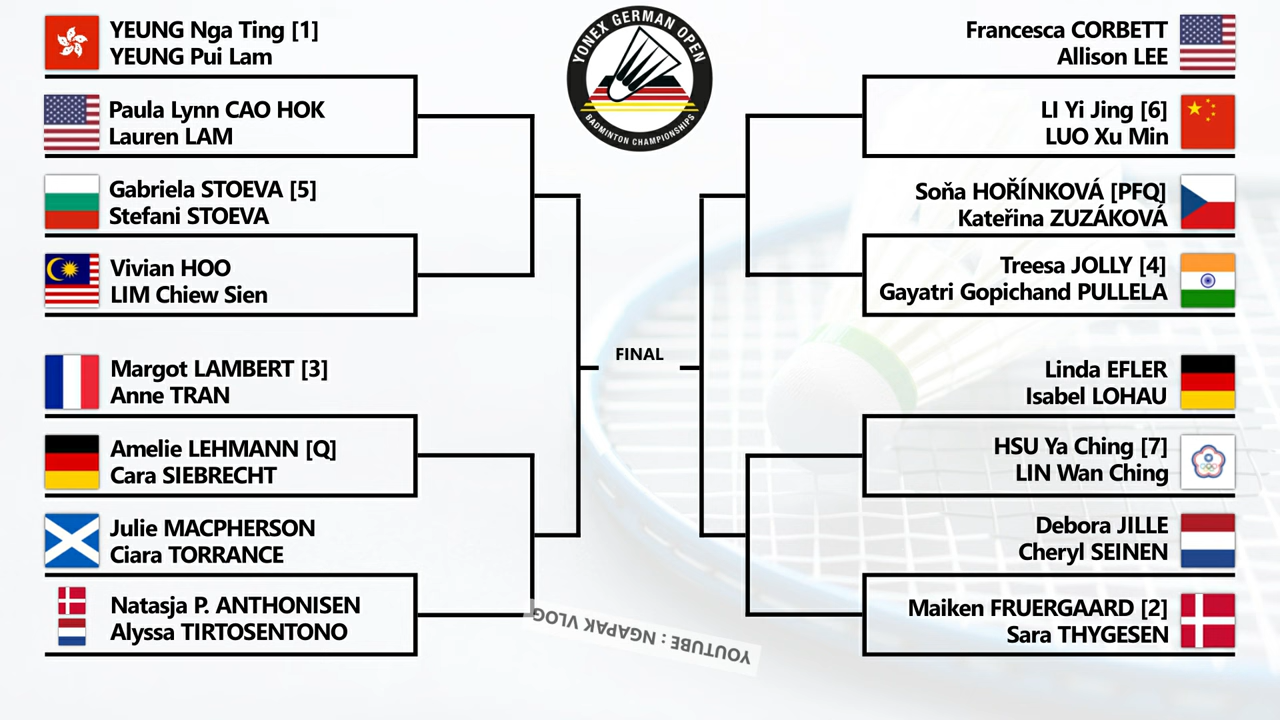 YEUNG Nga Ting [1]
YEUNG Pui Lam
Paula Lynn CAO HOK
Lauren LAM
Gabriela STOEVA [5]
Stefani STOEVA
Vivian HOO
LIM Chiew Sien
Margot LAMBERT [3]
Anne TRAN
Amelie LEHMANN [Q]
Cara SIEBRECHT
Julie MACPHERSON
Ciara TORRANCE
Natasja P. ANTHONISEN
Alyssa TIRTOSENTONO
YONEX GERMAN OPEN
BADMINTON CHAMPIONSHIPS
FINAL
YOUTUBE : NGAPAK VLOG
Francesca CORBETT
Allison LEE
LI Yi Jing [6]
LUO Xu Min
Soňa HOŘÍNKOVÁ [PFQ]
Kateřina ZUZÁKOVÁ
Treesa JOLLY [4]
Gayatri Gopichand PULLELA
Linda EFLER
Isabel LOHAU
HSU Ya Ching [7]
LIN Wan Ching
Debora JILLE
Cheryl SEINEN
Maiken FRUERGAARD [2]
Sara THYGESEN